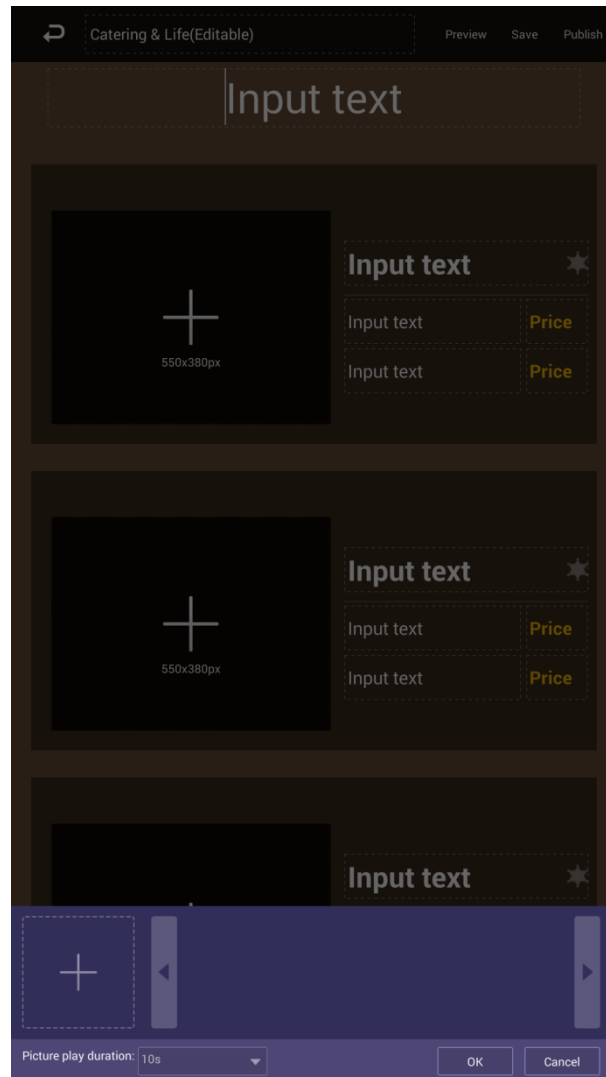 Catering & Life(Editable) Preview Save Publish
Input text
Input text
Input text Price
550x380px
Input text Price
Input text
Input text Price
550x380px
Input text Price
Input text
Picture play duration: 10s OK Cancel